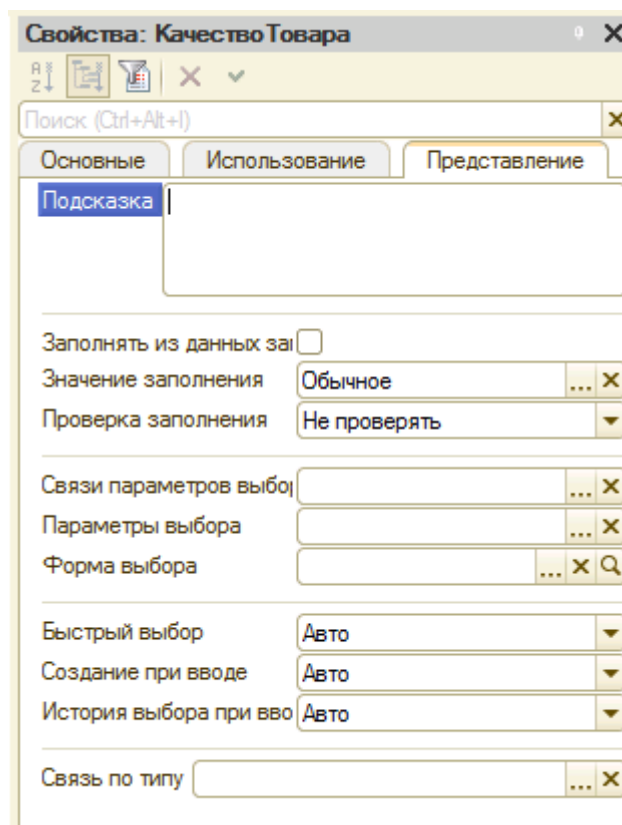 Свойства: КачествоТовара
Поиск (Ctrl+Alt+I)
Основные Использование Представление
Подсказка
Заполнять из данных за
Значение заполнения Обычное ...
Проверка заполнения Не проверять
Связи параметров выбо ...
Параметры выбора ...
Форма выбора ...
Быстрый выбор Авто
Создание при вводе Авто
История выбора при вво Авто
Связь по типу ...